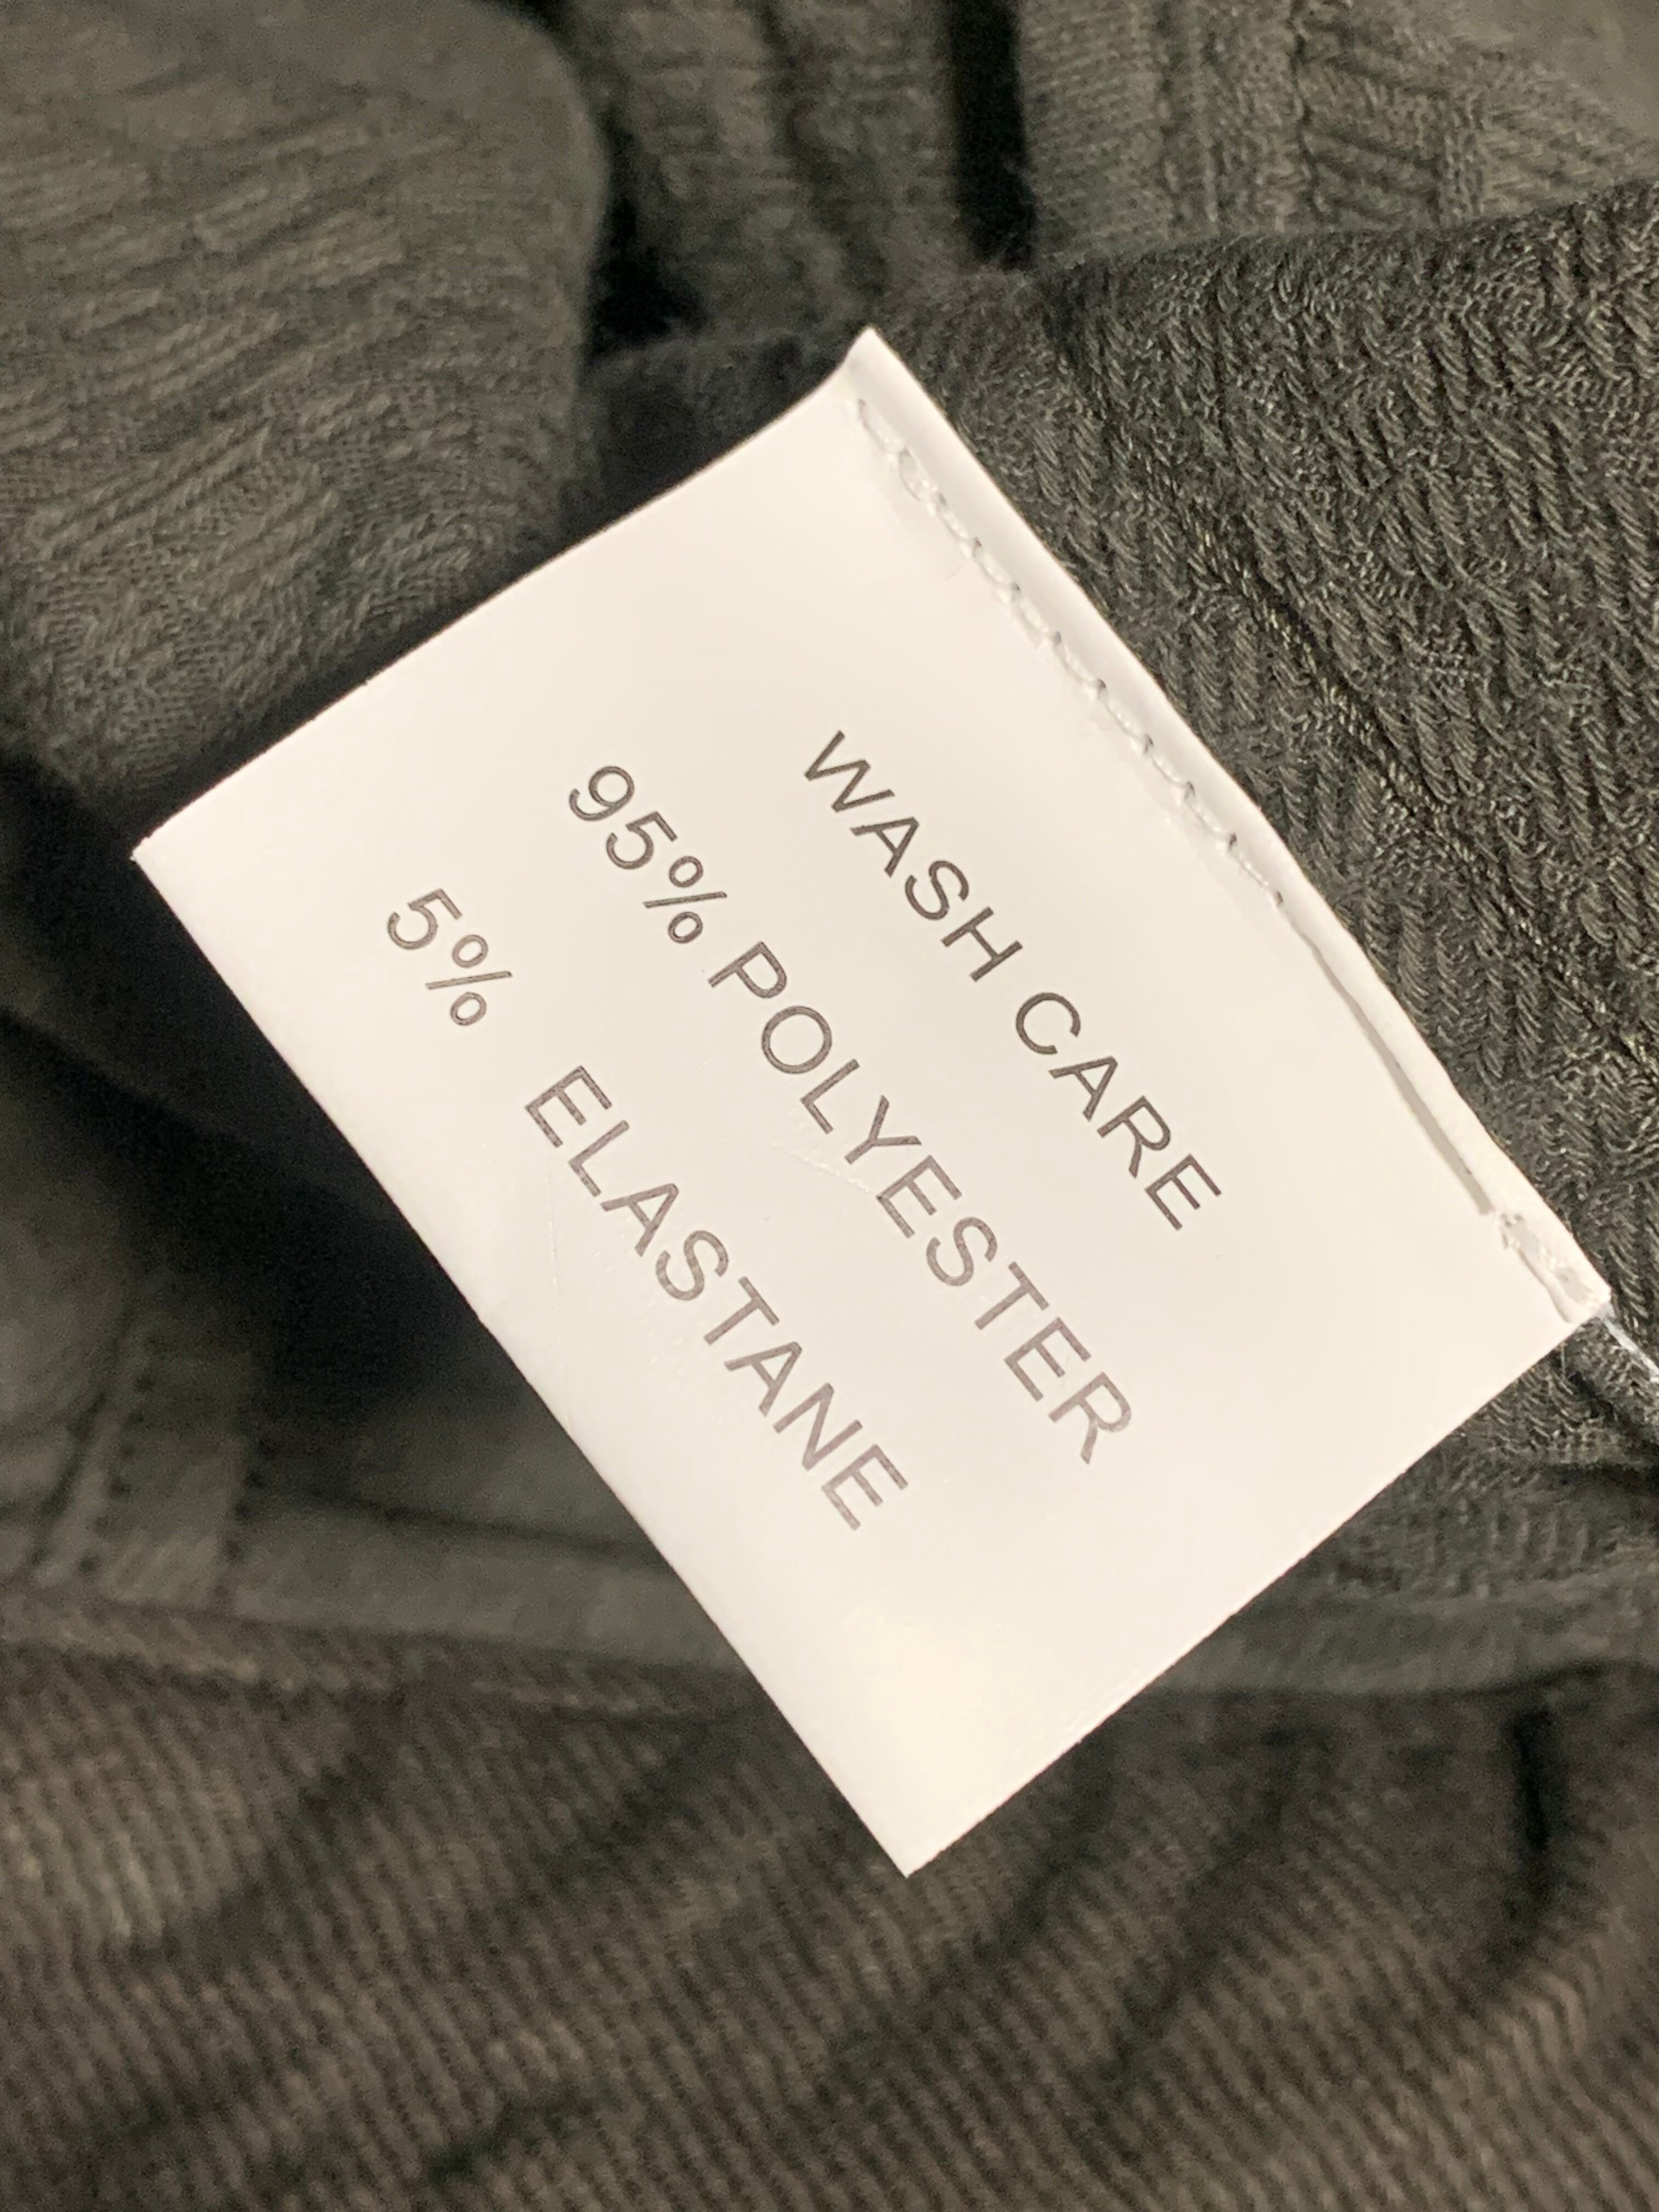 WASH CARE
95% POLYESTER
5% ELASTANE